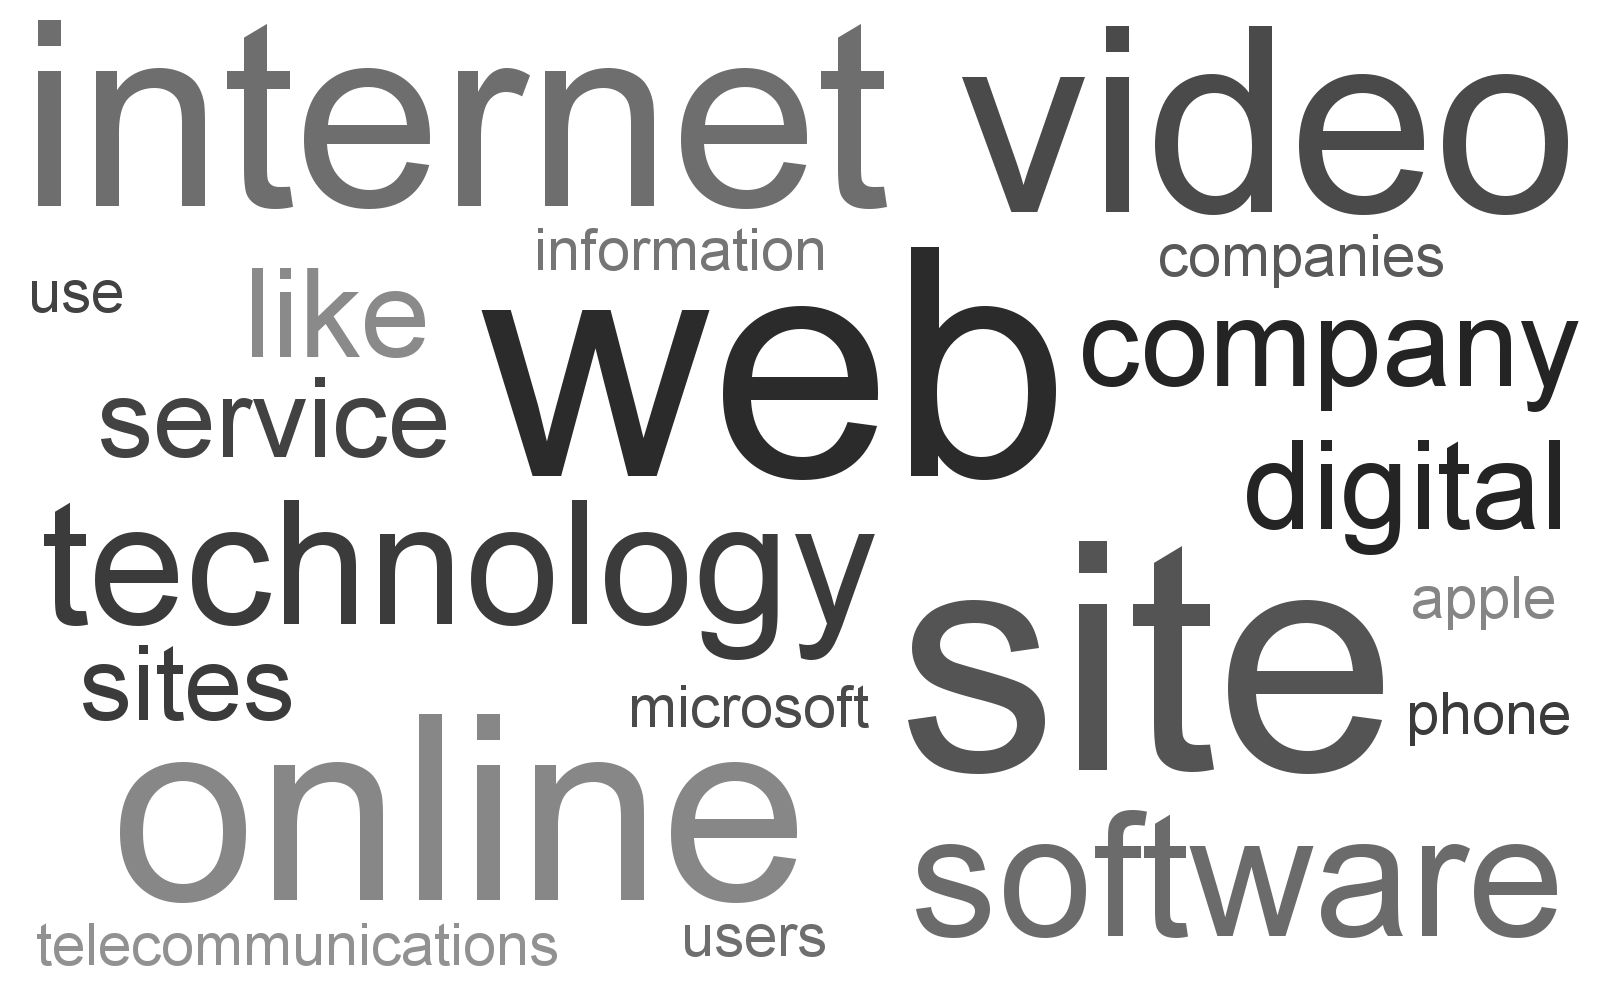 internet video
information companies
use like web company
service digital
technology site apple
sites microsoft phone
online software
telecommunications users